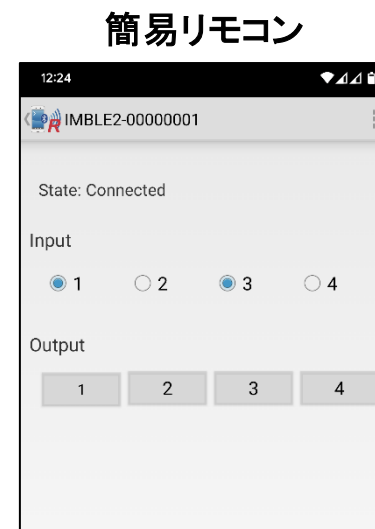 簡易リモコン
12:24
IMBLE2-00000001
State: Connected
Input
1 2 3 4
Output
1 2 3 4